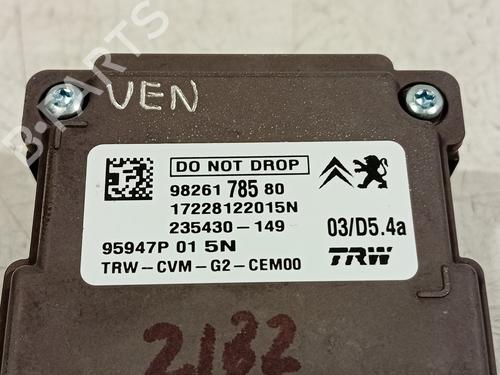 B-PARTS
VEN
DO NOT DROP
98261 785 80
17228122015N
235430-149
03/D5.4a
95947P 01 5N
TRW-CVM-G2-CEM00
TRW
2182